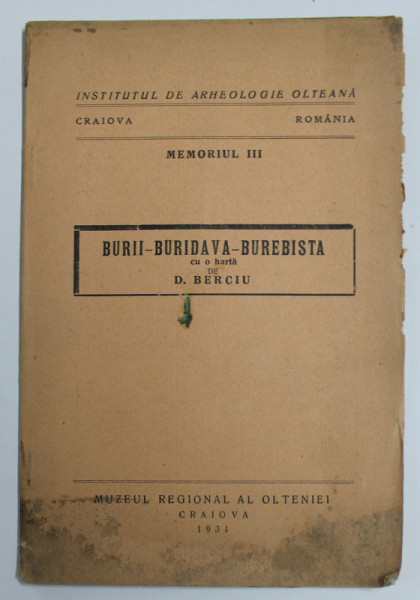 INSTITUTUL DE ARHEOLOGIE OLTEANĂ
CRAIOVA ROMÂNIA
MEMORIUL III
BURII-BURIDAVA-BUREBISTA
cu o hartă
DE
D. BERCIU
MUZEUL REGIONAL AL OLTENIEI
CRAIOVA
1931